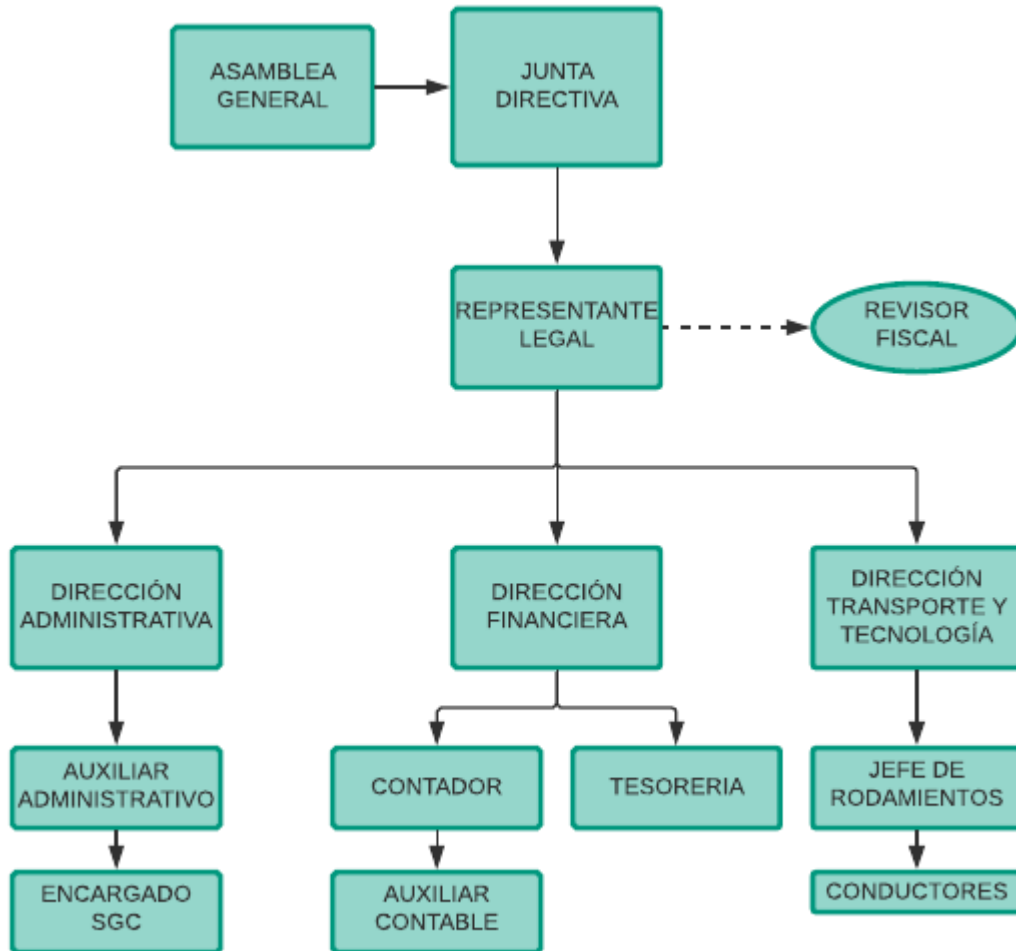 ASAMBLEA
GENERAL
JUNTA
DIRECTIVA
REPRESENTANTE
LEGAL
REVISOR
FISCAL
DIRECCIÓN
ADMINISTRATIVA
DIRECCIÓN
FINANCIERA
DIRECCIÓN
TRANSPORTE Y
TECNOLOGÍA
AUXILIAR
ADMINISTRATIVO
CONTADOR
TESORERIA
JEFE DE
RODAMIENTOS
ENCARGADO
SGC
AUXILIAR
CONTABLE
CONDUCTORES